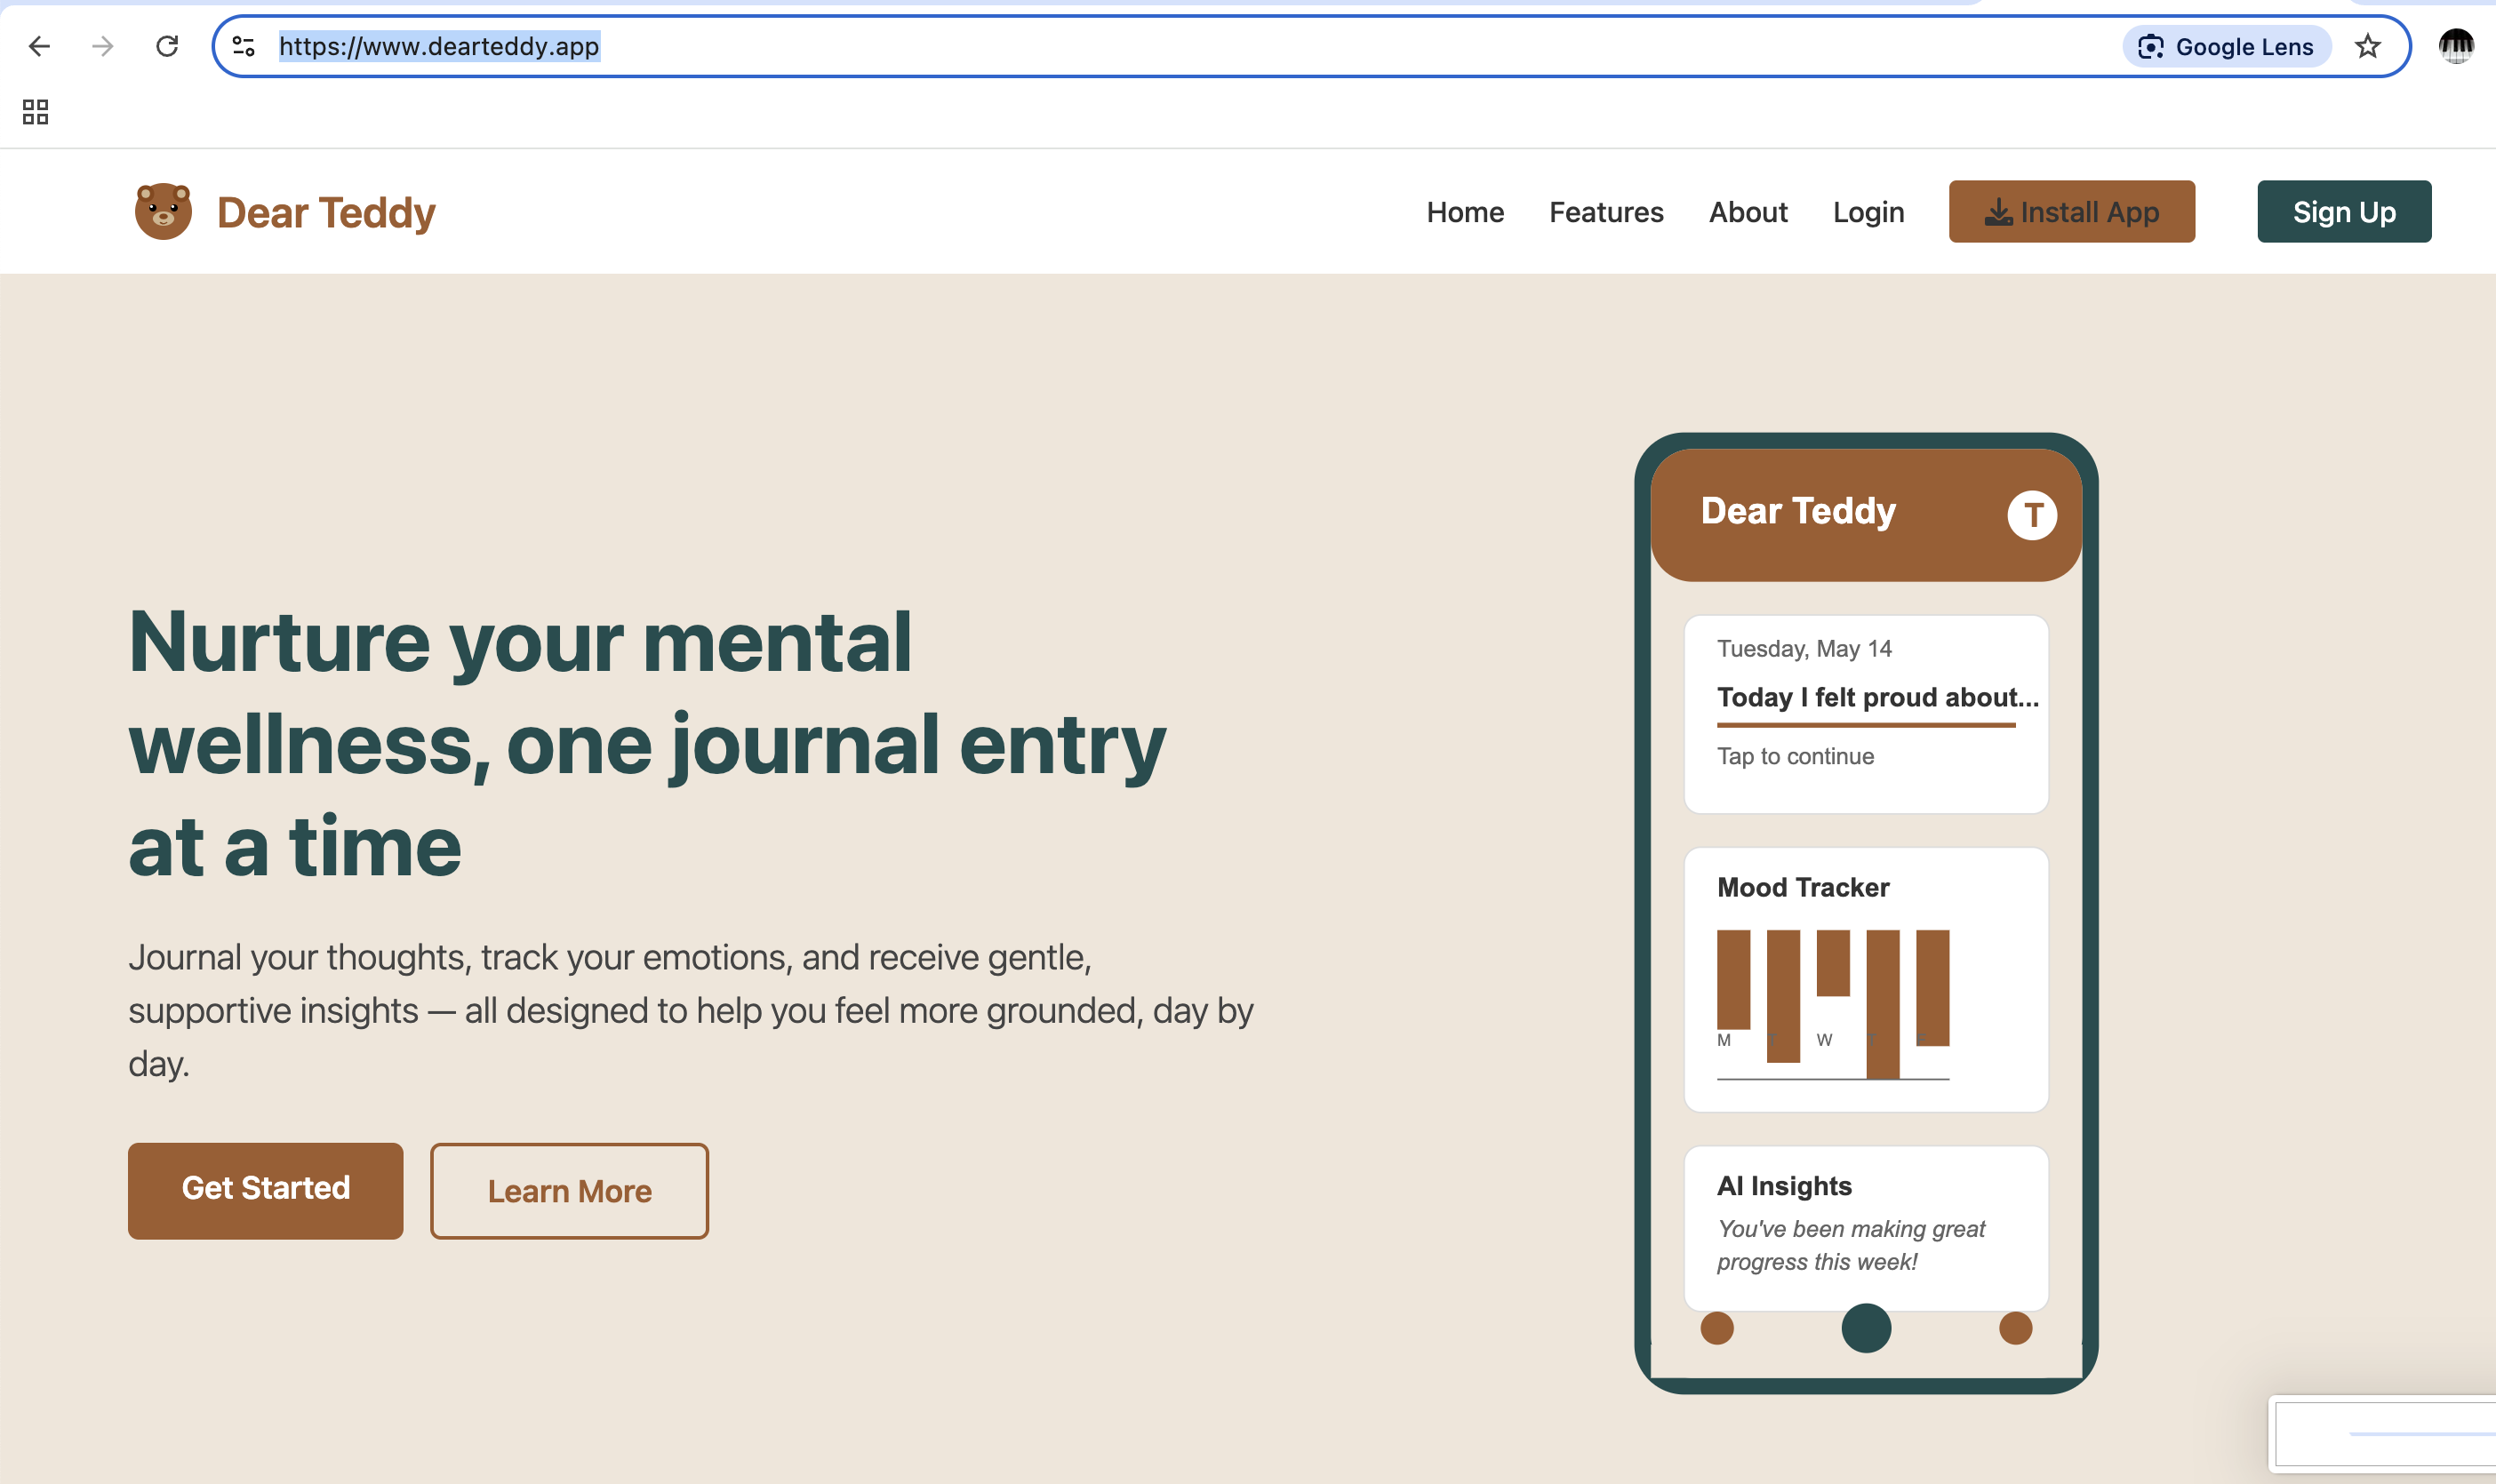 https://www.dearteddy.app
Google Lens
Dear Teddy
Home
Features
About
Login
Install App
Sign Up
Nurture your mental
wellness, one journal entry
at a time
Journal your thoughts, track your emotions, and receive gentle,
supportive insights — all designed to help you feel more grounded, day by
day.
Get Started
Learn More
Dear Teddy
T
Tuesday, May 14
Today I felt proud about...
Tap to continue
Mood Tracker
M
W
AI Insights
You've been making great
progress this week!